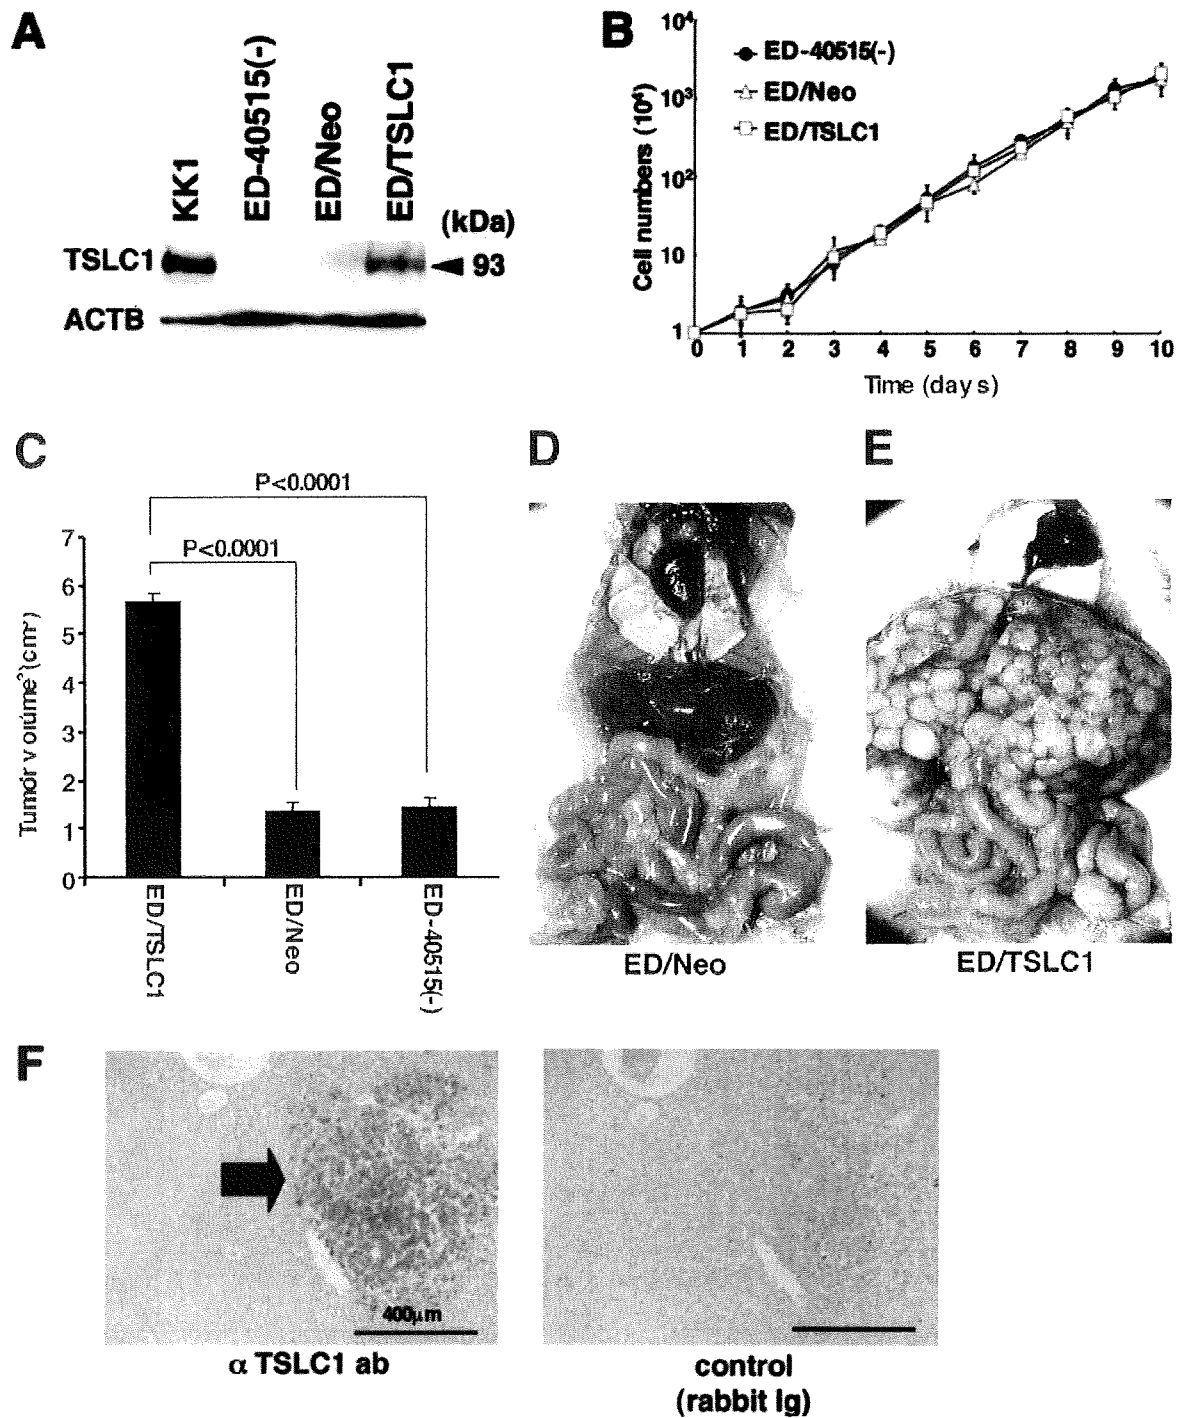 A
KK1
ED-40515(-)
ED/Neo
ED/TSLC1
(kDa)
TSLC1
93
ACTB
B
ED-40515(-)
ED/Neo
ED/TSLC1
Cell numbers (10⁴)
10⁴
10³
10²
10
1
0 1 2 3 4 5 6 7 8 9 10
Time (day s)
C
P<0.0001
P<0.0001
7
6
5
4
3
2
1
0
ED/TSLC1
ED/Neo
ED-40515(-)
D
ED/Neo
E
ED/TSLC1
F
400μm
α TSLC1 ab
control
(rabbit Ig)